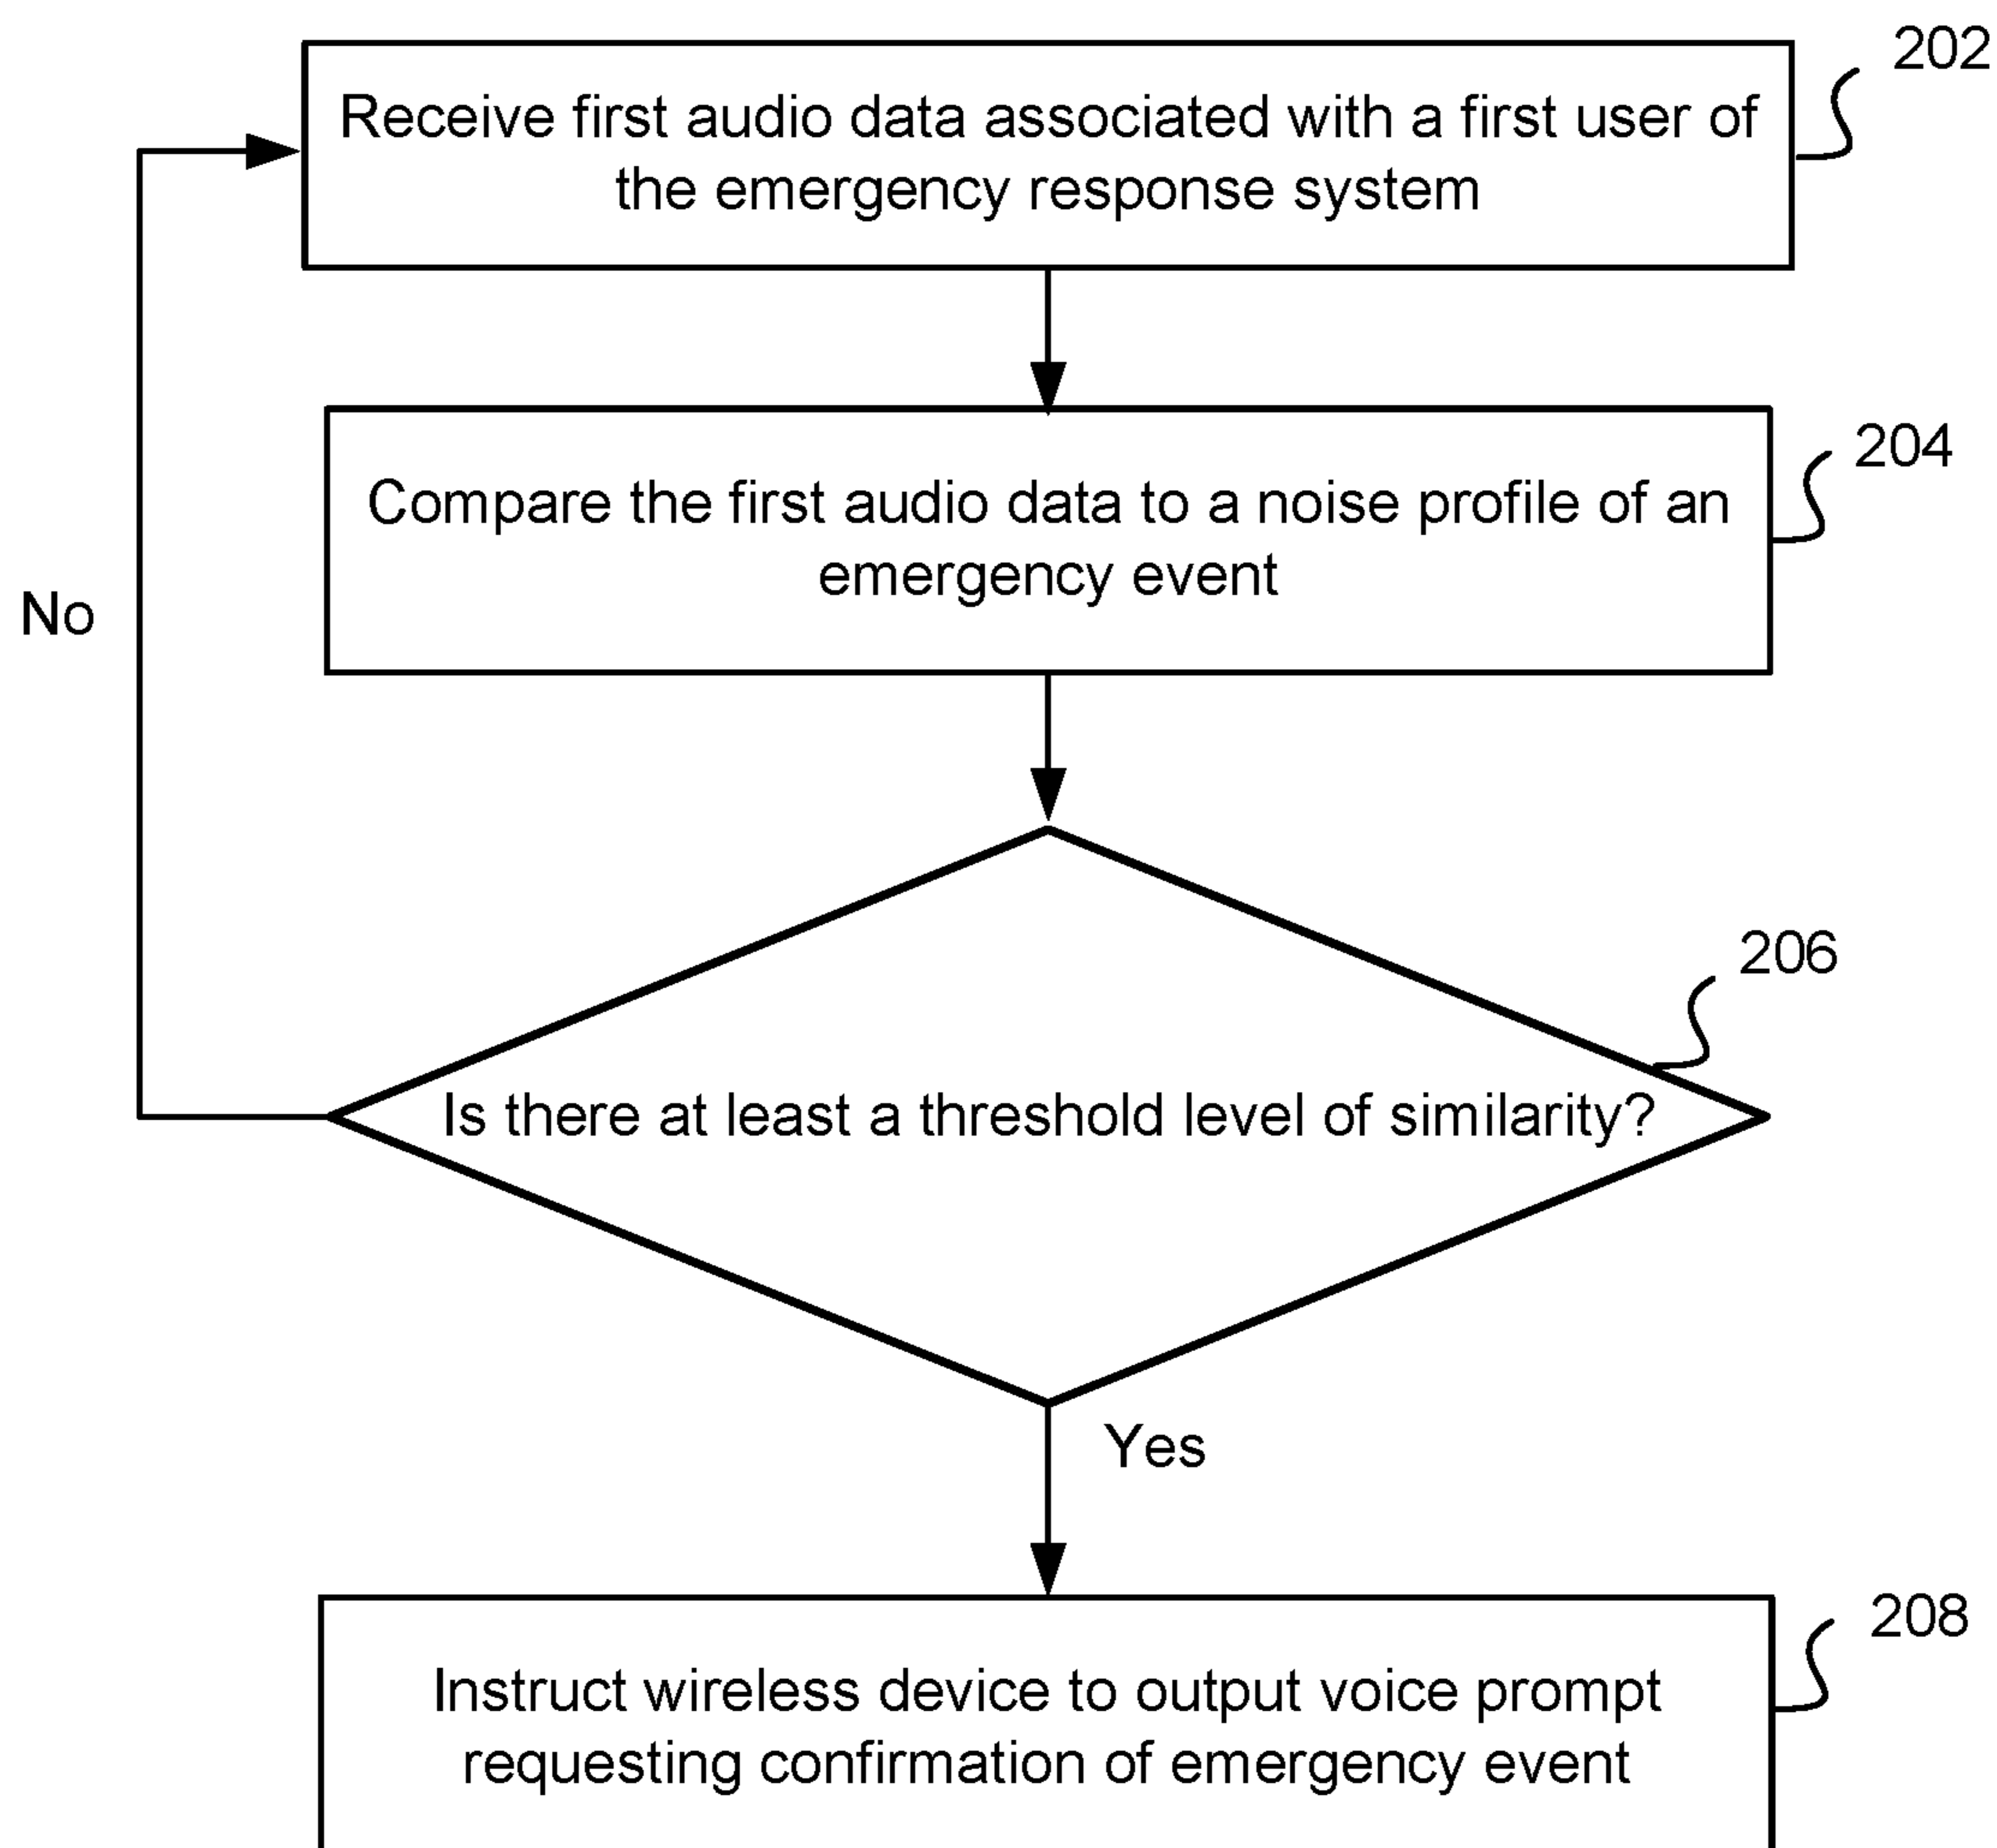 202
Receive first audio data associated with a first user of
the emergency response system
204
Compare the first audio data to a noise profile of an
emergency event
No
206
Is there at least a threshold level of similarity?
Yes
208
Instruct wireless device to output voice prompt
requesting confirmation of emergency event